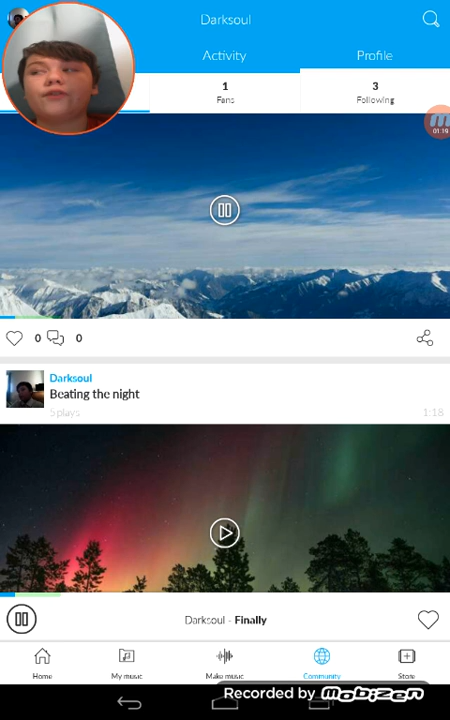 Darksoul
Activity
Profile
1
Fans
3
Following
01:19
0
0
Darksoul
Beating the night
5 plays
1:18
Darksoul - Finally
Home
My music
Make music
Community
Store
Recorded by Mobizen